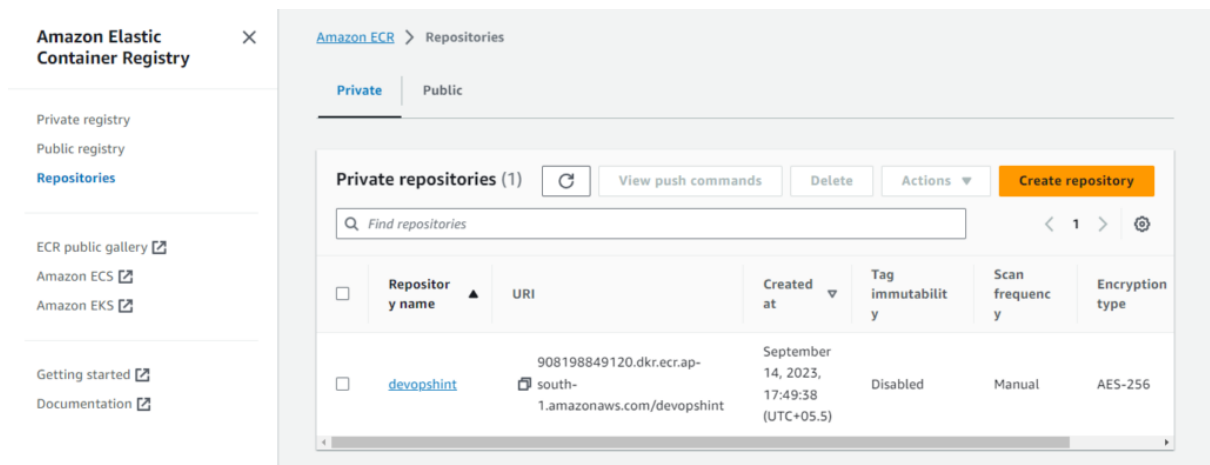 Amazon Elastic
Container Registry
Private registry
Public registry
Repositories
ECR public gallery
Amazon ECS
Amazon EKS
Getting started
Documentation
Amazon ECR > Repositories
Private Public
Private repositories (1) View push commands Delete Actions Create repository
Find repositories 1
Repositor
y name
URI
Created
at
Tag
immutabilit
y
Scan
frequenc
y
Encryption
type
devopshint
908198849120.dkr.ecr.ap-
south-
1.amazonaws.com/devopshint
September
14, 2023,
17:49:38
(UTC+05.5)
Disabled
Manual
AES-256